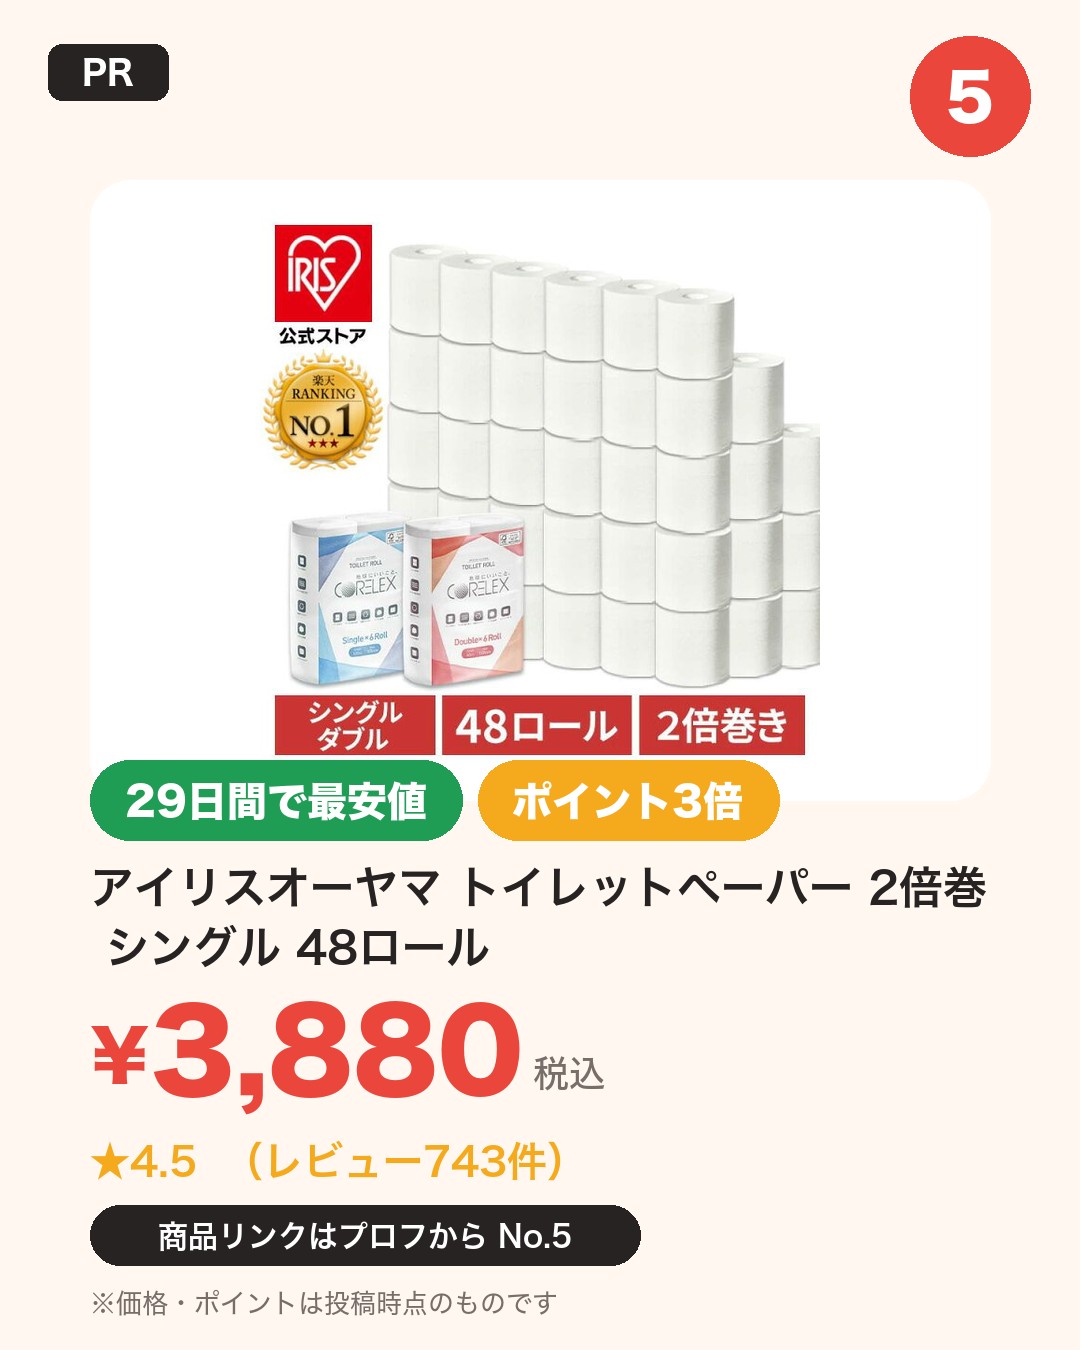 PR
5
IRIS
公式ストア
楽天
RANKING
NO.1
TOILET ROLL
CORELEX
Single×6Roll
TOILET ROLL
CORELEX
Double×6Roll
シングル
ダブル
48ロール
2倍巻き
29日間で最安値
ポイント3倍
アイリスオーヤマ トイレットペーパー 2倍巻
シングル 48ロール
¥3,880 税込
★4.5 （レビュー743件）
商品リンクはプロフから No.5
※価格・ポイントは投稿時点のものです